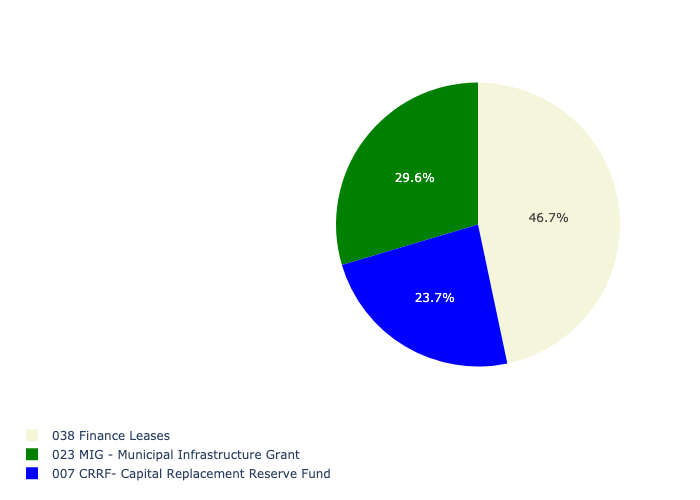 29.6%
46.7%
23.7%
038 Finance Leases
023 MIG - Municipal Infrastructure Grant
007 CRRF- Capital Replacement Reserve Fund